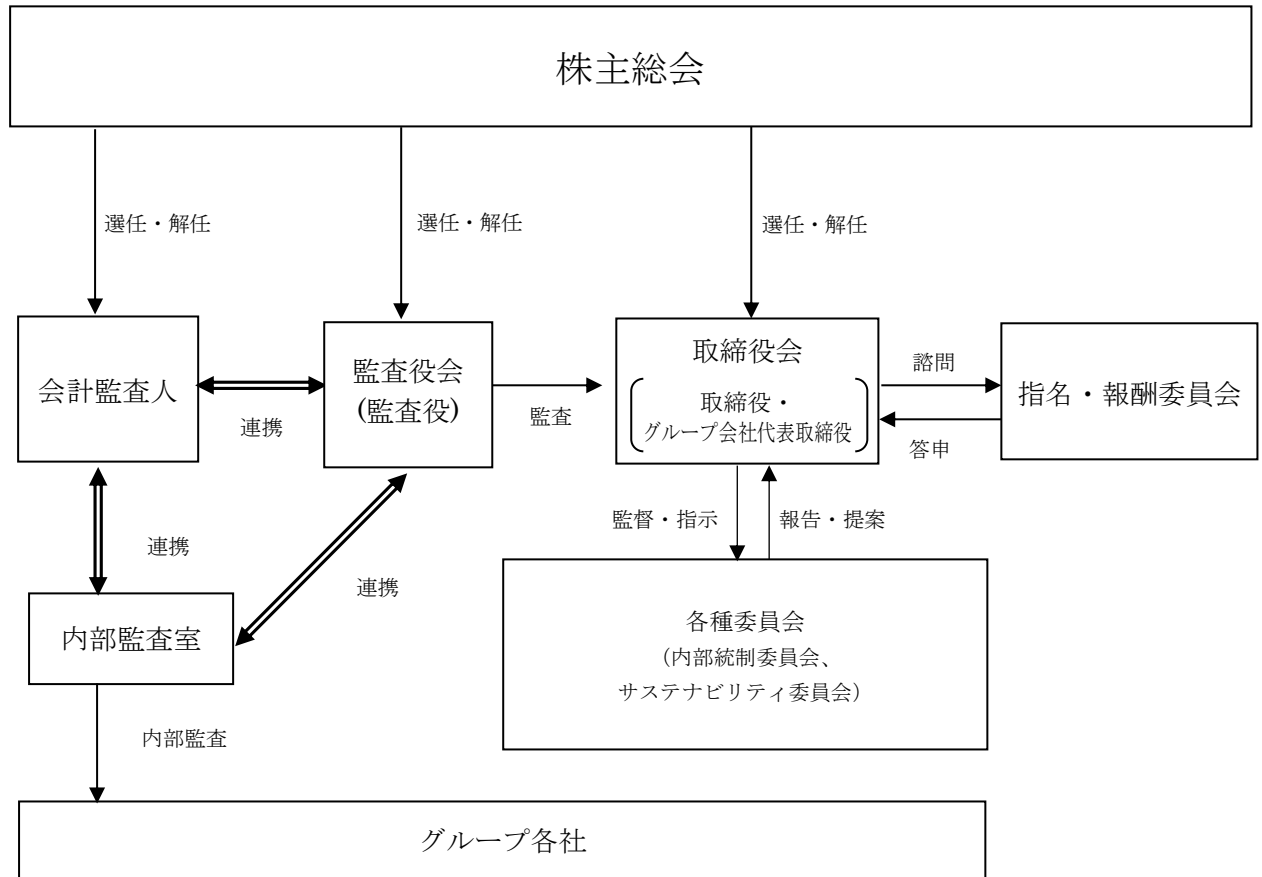 株主総会
選任・解任
選任・解任
選任・解任
会計監査人
連携
監査役会
(監査役)
監査
取締役会
取締役・
グループ会社代表取締役
諮問
答申
指名・報酬委員会
連携
連携
監督・指示
報告・提案
内部監査室
各種委員会
（内部統制委員会、
サステナビリティ委員会）
内部監査
グループ各社